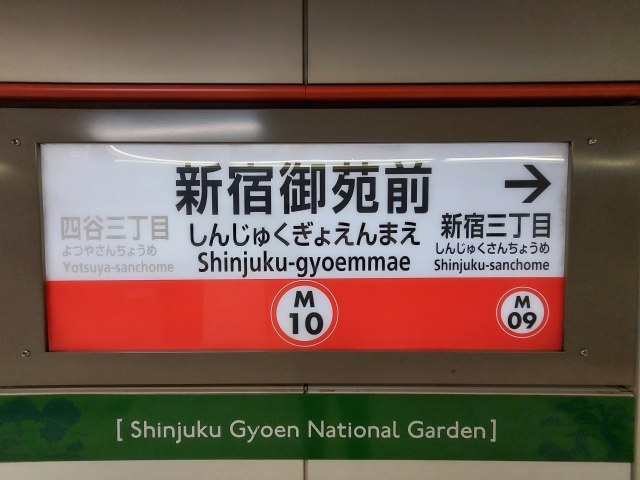 新宿御苑前
しんじゅくぎょえんまえ
Shinjuku-gyoemmae
四谷三丁目
よつやさんちょうめ
Yotsuya-sanchome
→
新宿三丁目
しんじゅくさんちょうめ
Shinjuku-sanchome
M
10
M
09
[ Shinjuku Gyoen National Garden ]